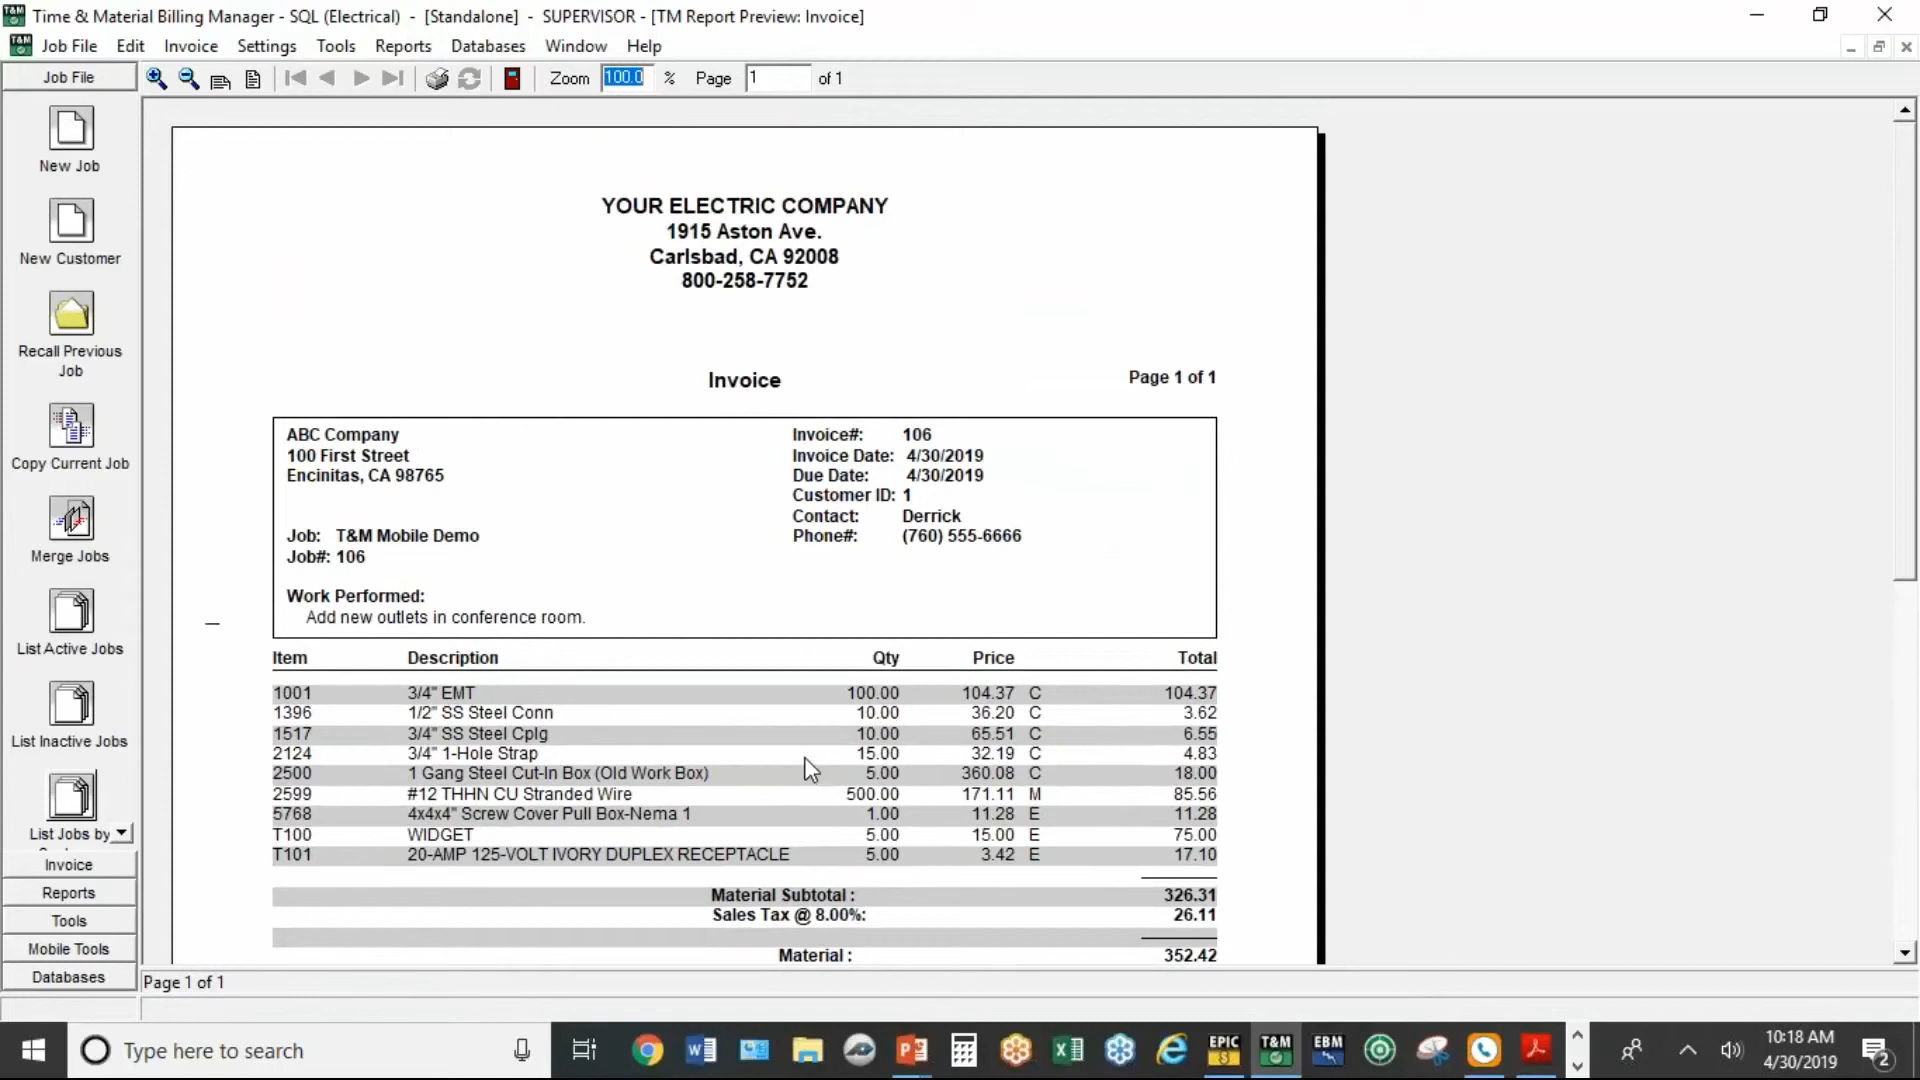 Time & Material Billing Manager - SQL (Electrical) - [Standalone] - SUPERVISOR - [TM Report Preview: Invoice]
Job File Edit Invoice Settings Tools Reports Databases Window Help
Job File
Zoom 100.0 % Page 1 of 1
New Job
New Customer
Recall Previous
Job
Copy Current Job
Merge Jobs
List Active Jobs
List Inactive Jobs
List Jobs by
Invoice
Reports
Tools
Mobile Tools
Databases
YOUR ELECTRIC COMPANY
1915 Aston Ave.
Carlsbad, CA 92008
800-258-7752
Invoice
Page 1 of 1
ABC Company
100 First Street
Encinitas, CA 98765
Job: T&M Mobile Demo
Job#: 106
Invoice#: 106
Invoice Date: 4/30/2019
Due Date: 4/30/2019
Customer ID: 1
Contact: Derrick
Phone#: (760) 555-6666
Work Performed:
Add new outlets in conference room.
Item Description Qty Price Total
1001 3/4" EMT 100.00 104.37 C 104.37
1396 1/2" SS Steel Conn 10.00 36.20 C 3.62
1517 3/4" SS Steel Cplg 10.00 65.51 C 6.55
2124 3/4" 1-Hole Strap 15.00 32.19 C 4.83
2500 1 Gang Steel Cut-In Box (Old Work Box) 5.00 360.08 C 18.00
2599 #12 THHN CU Stranded Wire 500.00 171.11 M 85.56
5768 4x4x4" Screw Cover Pull Box-Nema 1 1.00 11.28 E 11.28
T100 WIDGET 5.00 15.00 E 75.00
T101 20-AMP 125-VOLT IVORY DUPLEX RECEPTACLE 5.00 3.42 E 17.10
Material Subtotal : 326.31
Sales Tax @ 8.00%: 26.11
Material : 352.42
Page 1 of 1
Type here to search
EPIC
T&M
EBM
10:18 AM
4/30/2019
2